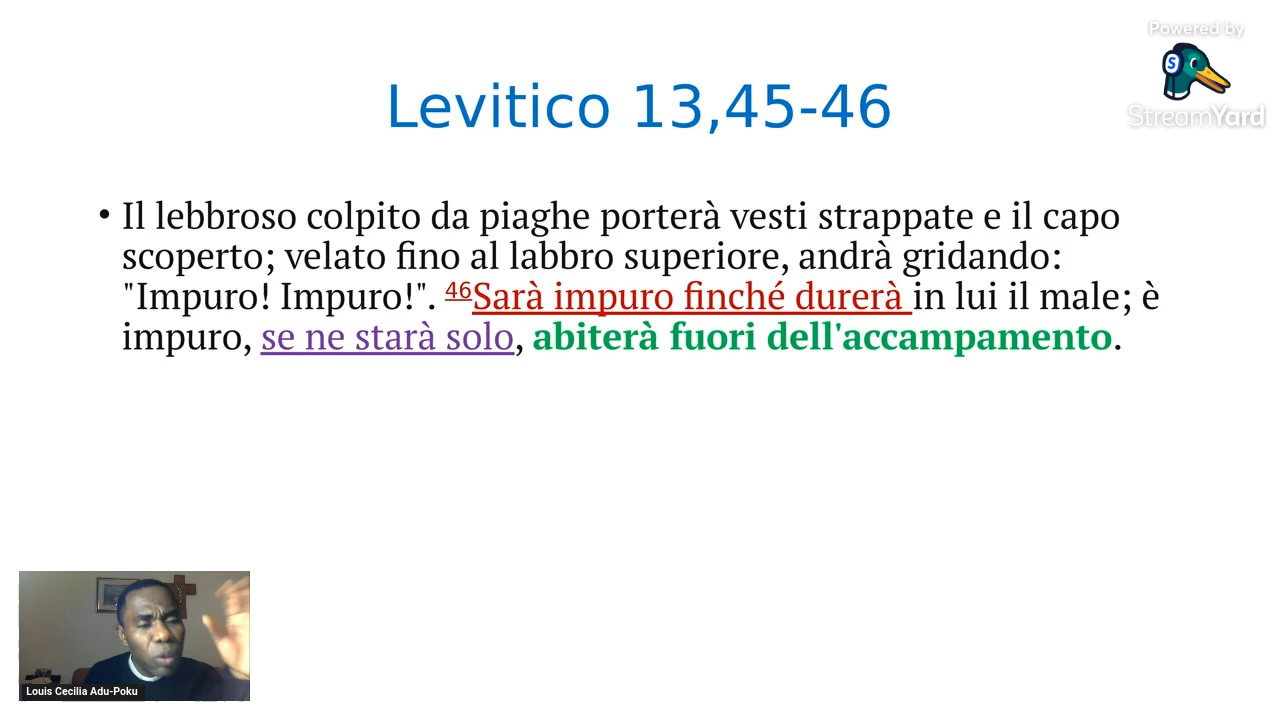 Powered by
StreamYard
Levitico 13,45-46
• Il lebbroso colpito da piaghe porterà vesti strappate e il capo
scoperto; velato fino al labbro superiore, andrà gridando:
"Impuro! Impuro!". 46Sarà impuro finché durerà in lui il male; è
impuro, se ne starà solo, abiterà fuori dell'accampamento.
Louis Cecilia Adu-Poku